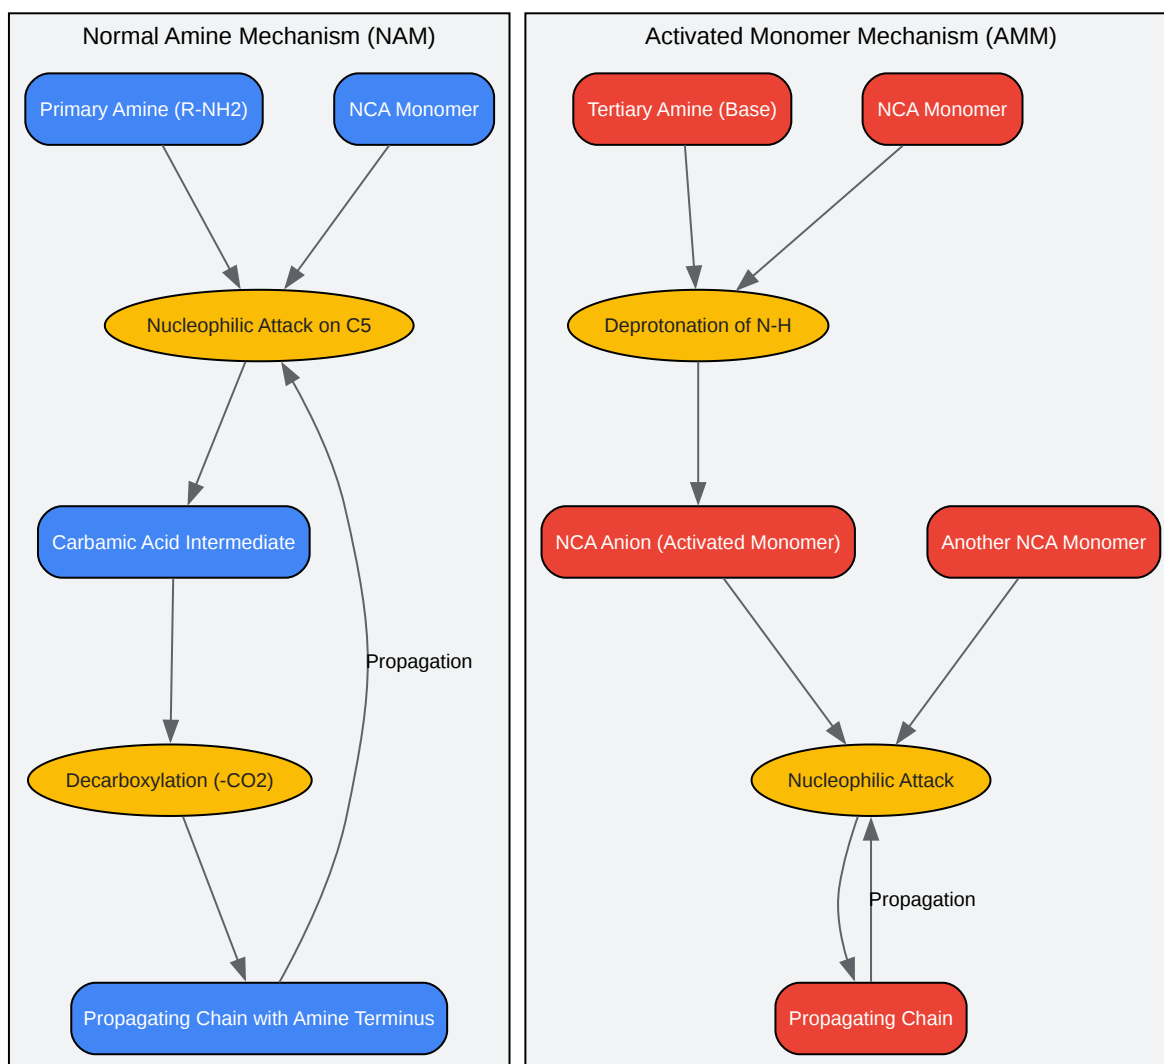 Normal Amine Mechanism (NAM)
Primary Amine (R-NH2)
NCA Monomer
Nucleophilic Attack on C5
Carbamic Acid Intermediate
Propagation
Decarboxylation (-CO2)
Propagating Chain with Amine Terminus
Activated Monomer Mechanism (AMM)
Tertiary Amine (Base)
NCA Monomer
Deprotonation of N-H
NCA Anion (Activated Monomer)
Another NCA Monomer
Nucleophilic Attack
Propagation
Propagating Chain